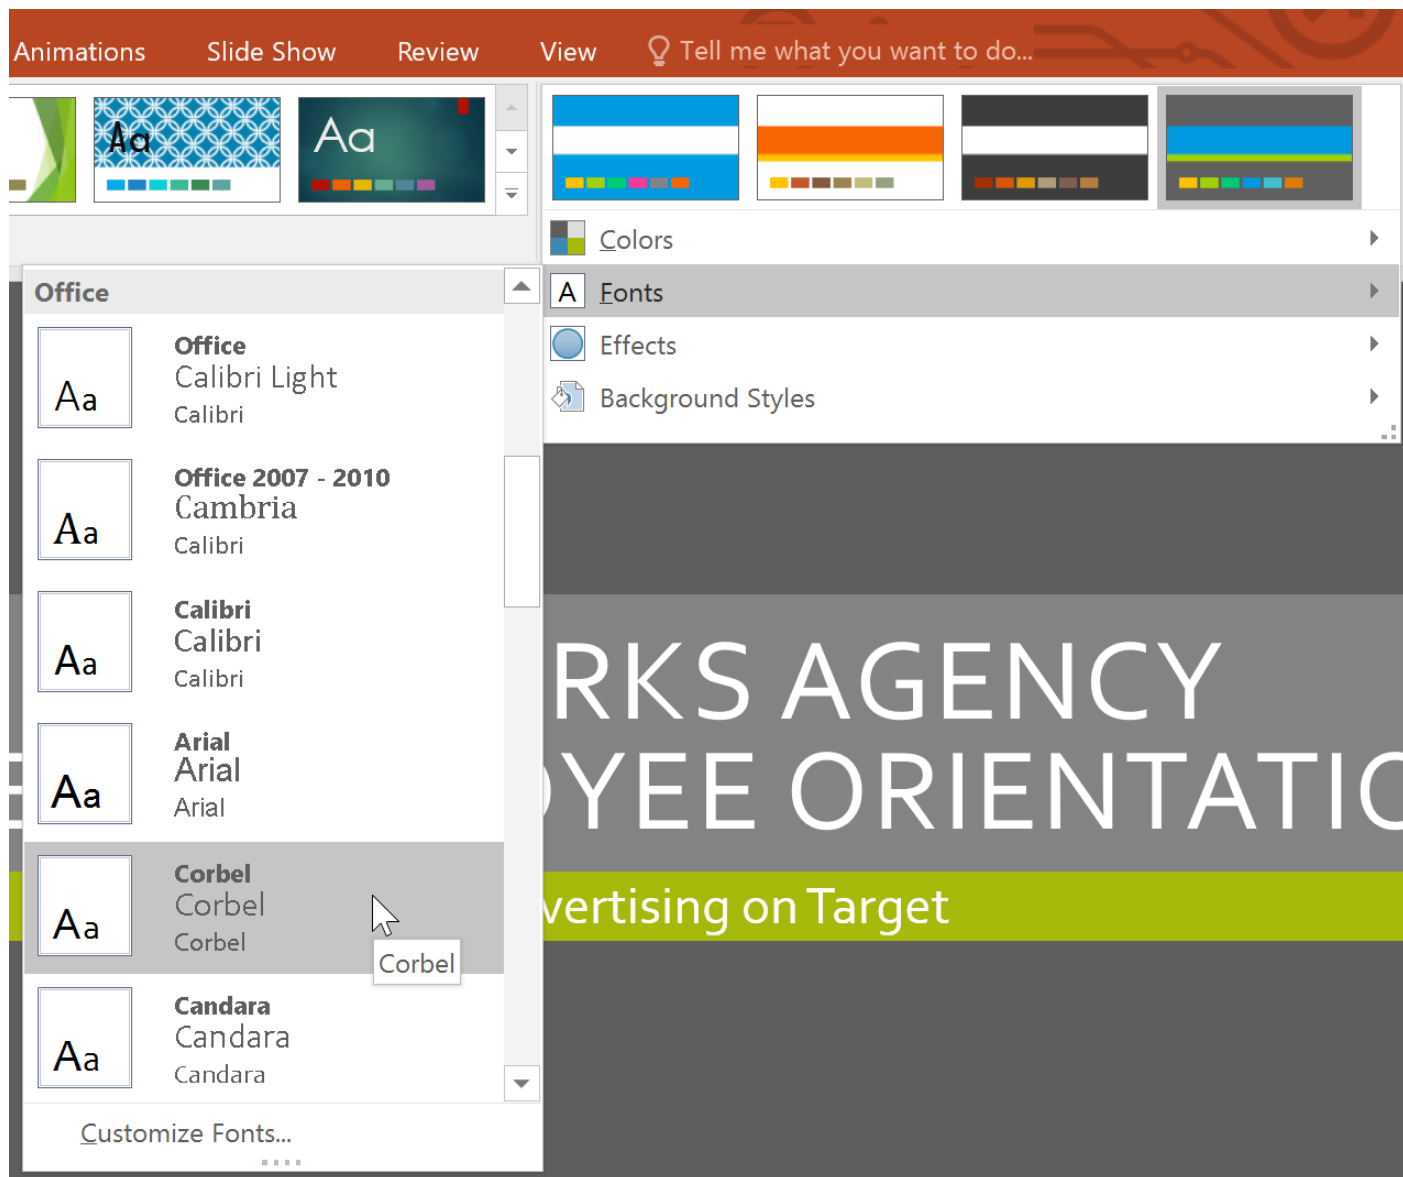 Animations Slide Show Review View Tell me what you want to do...
Aa Aa
Colors
Office
Fonts
Office
Calibri Light
Calibri
Aa
Effects
Background Styles
Office 2007 - 2010
Cambria
Calibri
Aa
Calibri
Calibri
Calibri
Aa
RKS AGENCY
Arial
Arial
Arial
Aa
YEE ORIENTATIO
Corbel
Corbel
Corbel
Aa
vertising on Target
Corbel
Candara
Candara
Candara
Aa
Customize Fonts...